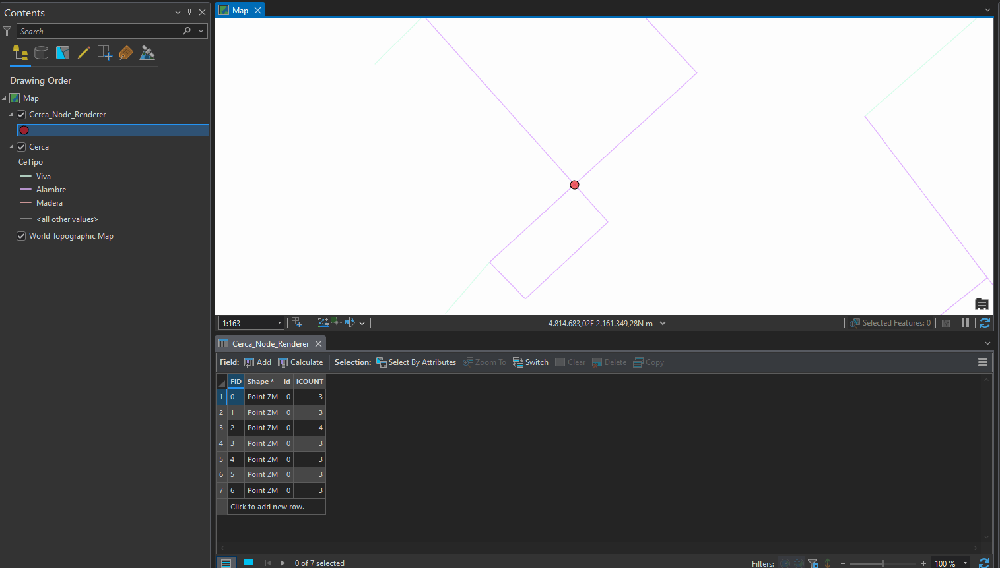 Contents
Search
Drawing Order
Map
Cerca_Node_Renderer
Cerca
CeTipo
Viva
Alambre
Madera
<all other values>
World Topographic Map
Map
1:163
4.814.683,02E 2.161.349,28N m
Selected Features: 0
Cerca_Node_Renderer
Field: Add Calculate Selection: Select By Attributes Zoom To Switch Clear Delete Copy
FID Shape * Id ICOUNT
1 0 Point ZM 0 3
2 1 Point ZM 0 3
3 2 Point ZM 0 4
4 3 Point ZM 0 3
5 4 Point ZM 0 3
6 5 Point ZM 0 3
7 6 Point ZM 0 3
Click to add new row.
0 of 7 selected
Filters: - + 100 %